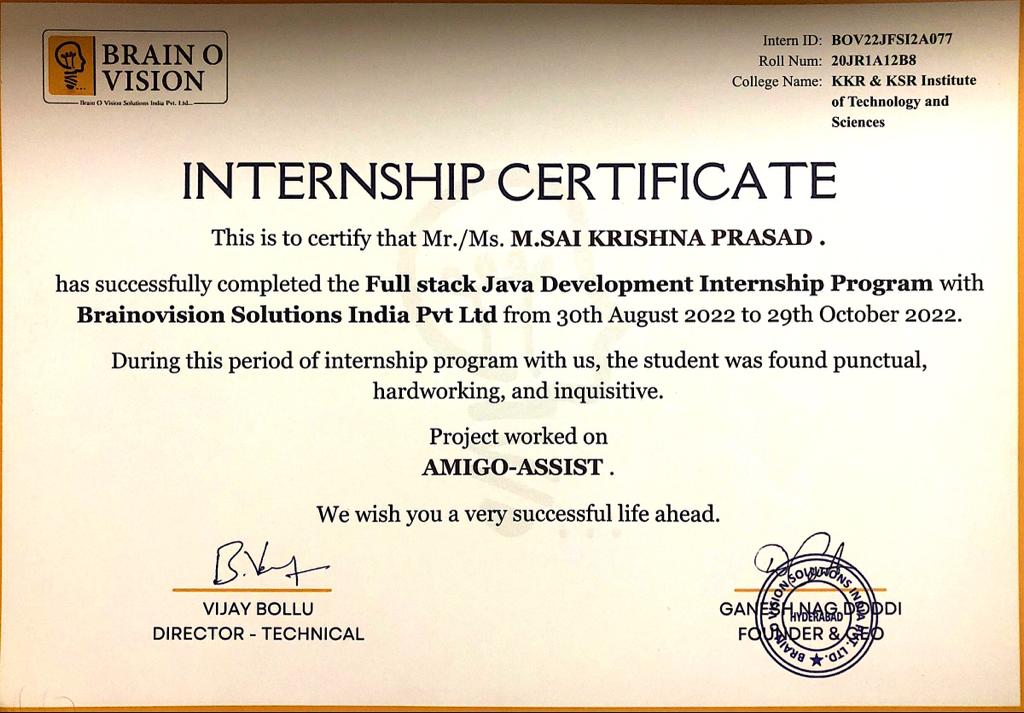 BRAIN O
VISION
Brain O Vision Solutions India Pvt. Ltd...
Intern ID: BOV22JFSI2A077
Roll Num: 20JR1A12B8
College Name: KKR & KSR Institute
of Technology and
Sciences
INTERNSHIP CERTIFICATE
This is to certify that Mr./Ms. M.SAI KRISHNA PRASAD .
has successfully completed the Full stack Java Development Internship Program with
Brainovision Solutions India Pvt Ltd from 30th August 2022 to 29th October 2022.
During this period of internship program with us, the student was found punctual,
hardworking, and inquisitive.
Project worked on
AMIGO-ASSIST .
We wish you a very successful life ahead.
VIJAY BOLLU
DIRECTOR - TECHNICAL
GANESH NAG DODDI
FOUNDER & CEO
BRAIN O VISION SOLUTIONS INDIA PVT. LTD.
HYDERABAD